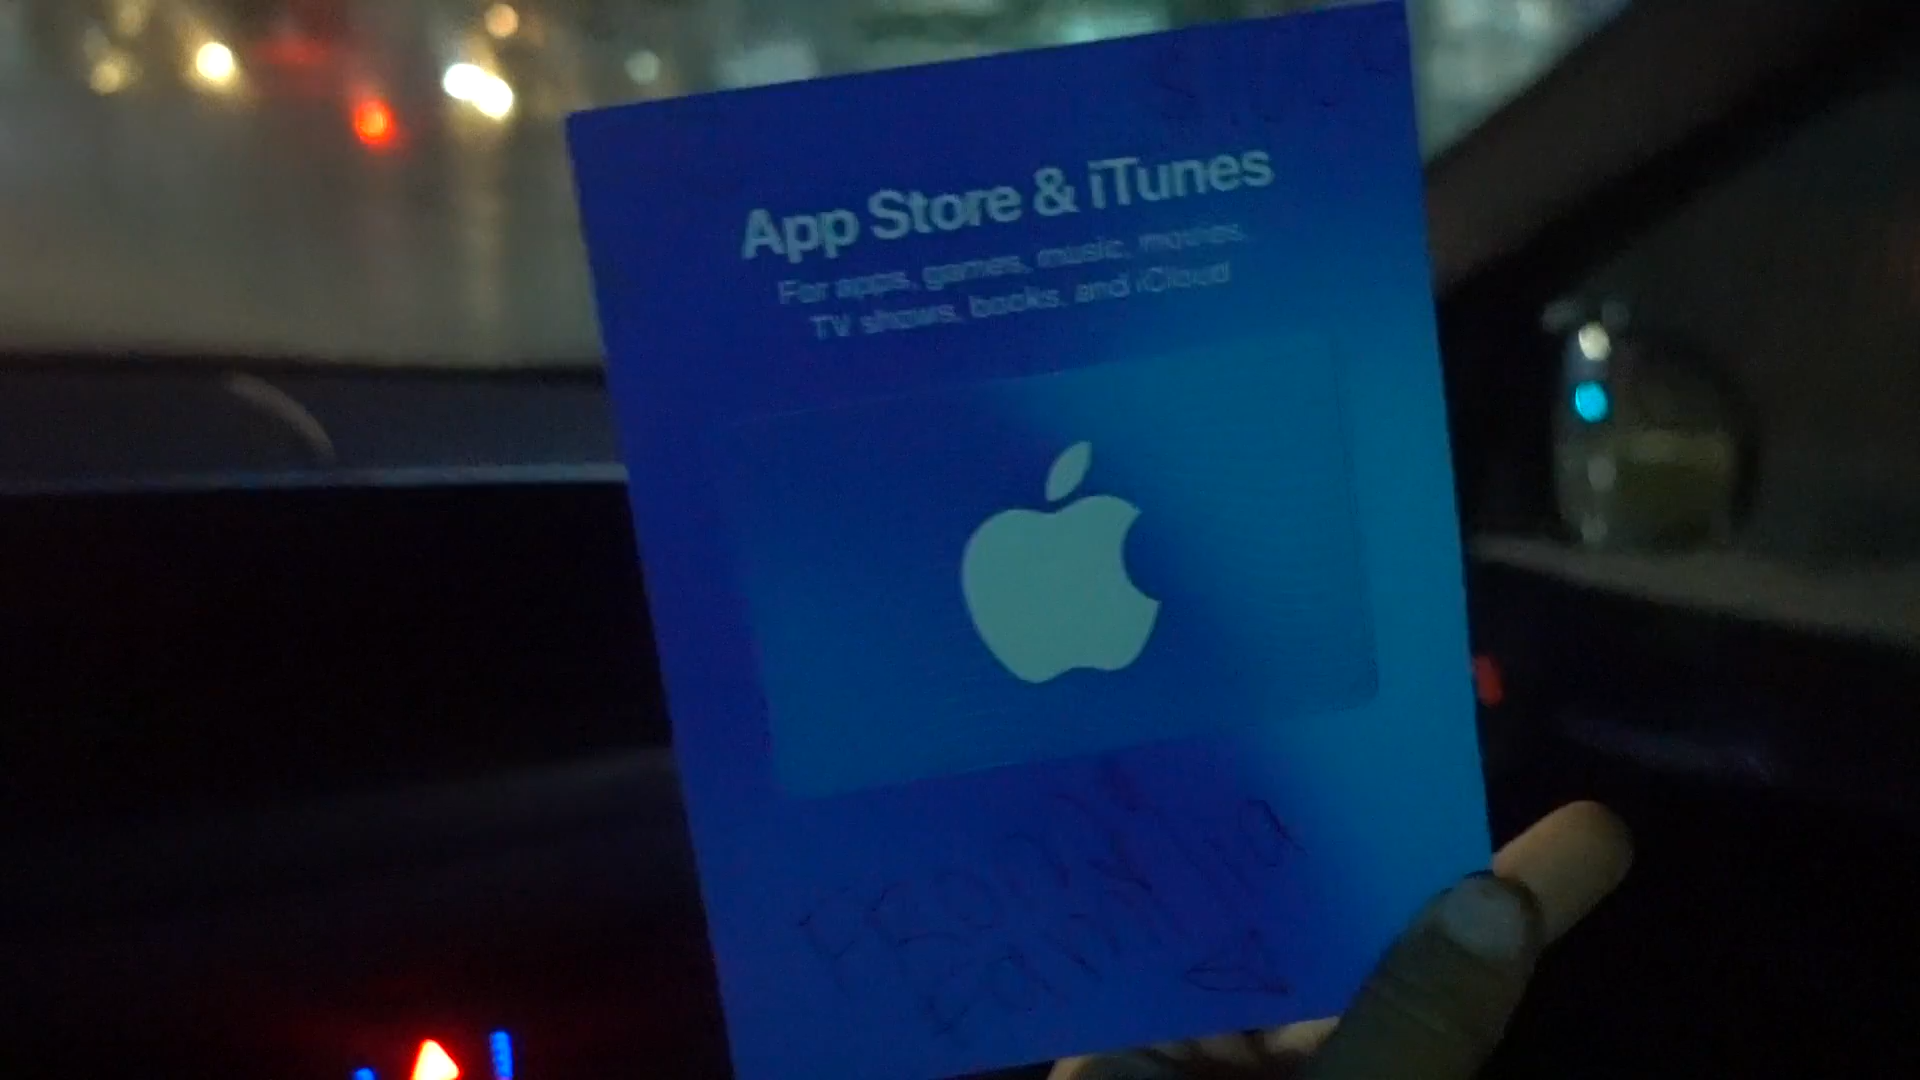 App Store & iTunes
For apps, games, music, movies,
TV shows, books, and iCloud